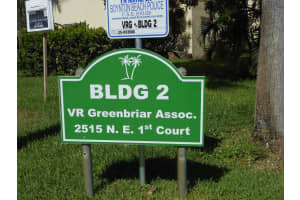 BOYNTON BEACH POLICE
VRG - BLDG 2
BLDG 2
VR Greenbriar Assoc.
2515 N. E. 1st Court